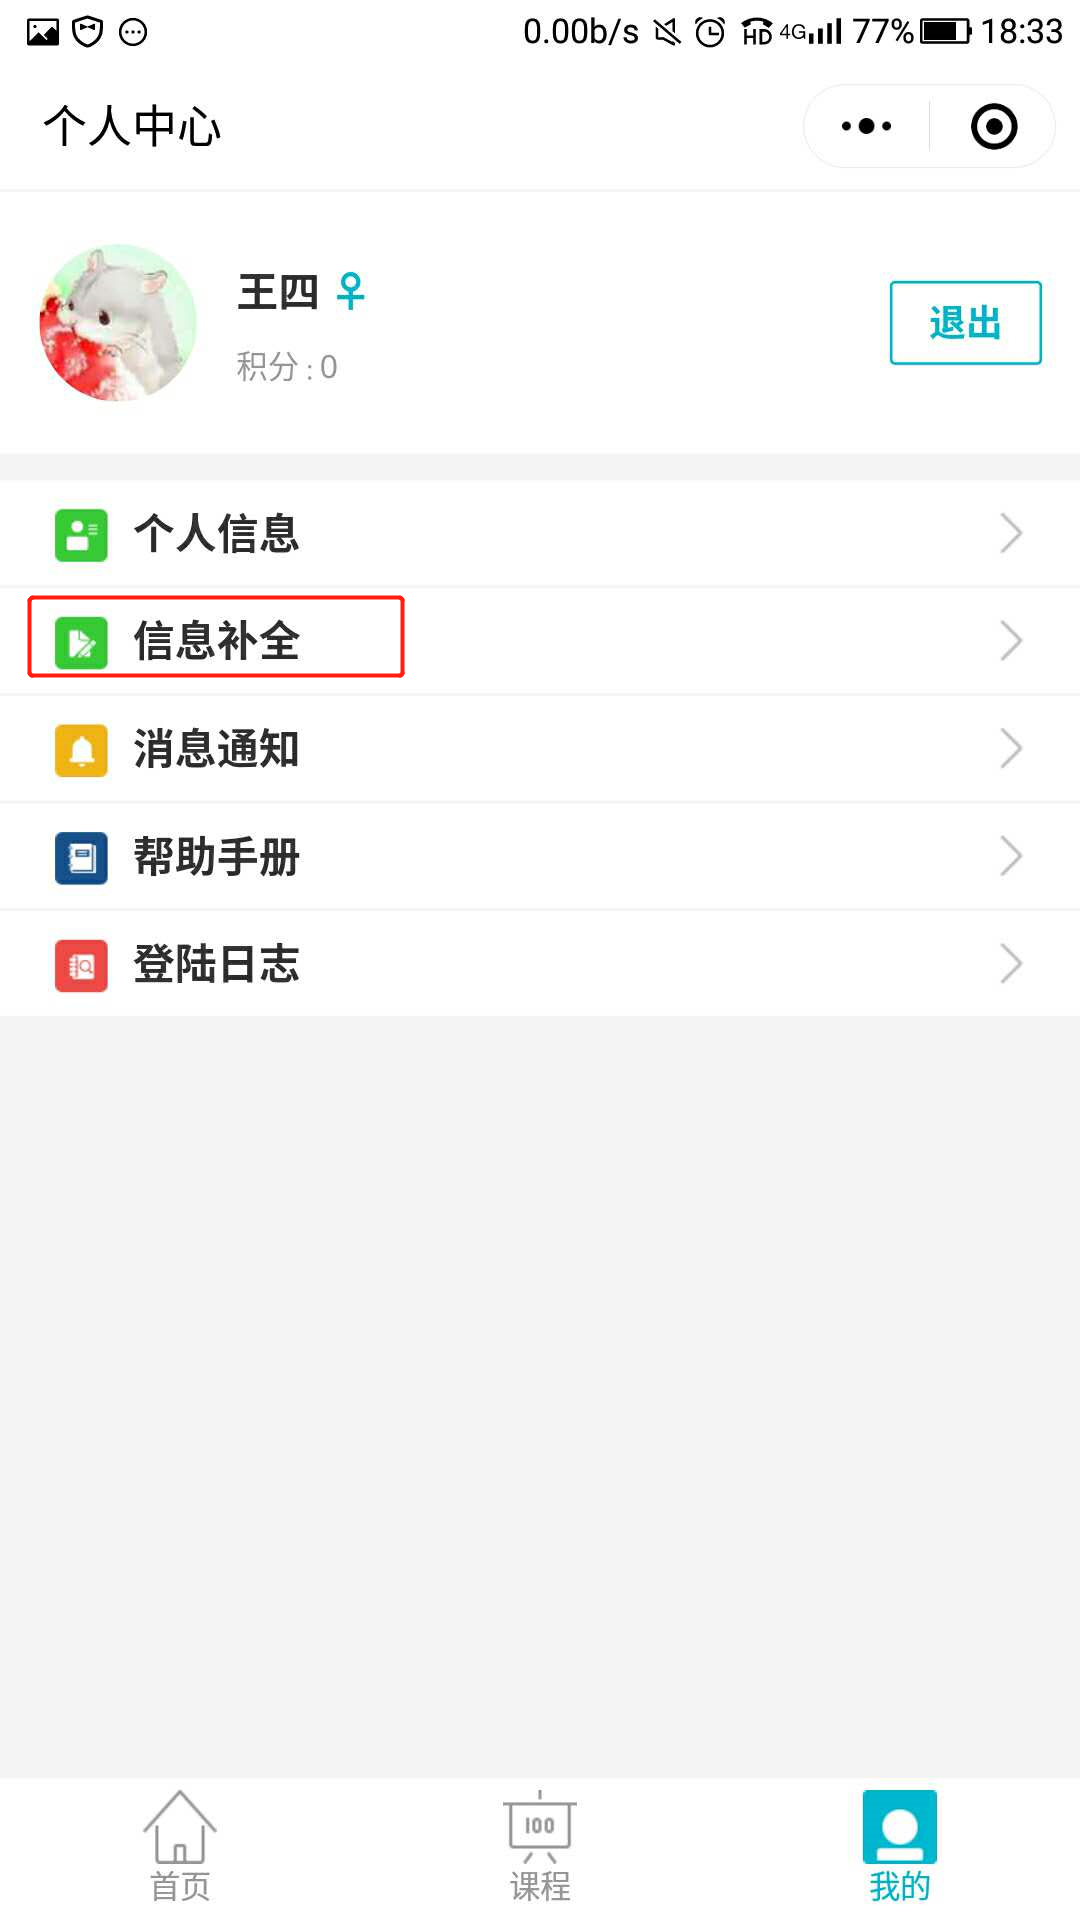 0.00b/s HD 4G 77% 18:33
个人中心
王四
积分 : 0
退出
个人信息
信息补全
消息通知
帮助手册
登陆日志
100
首页 课程 我的